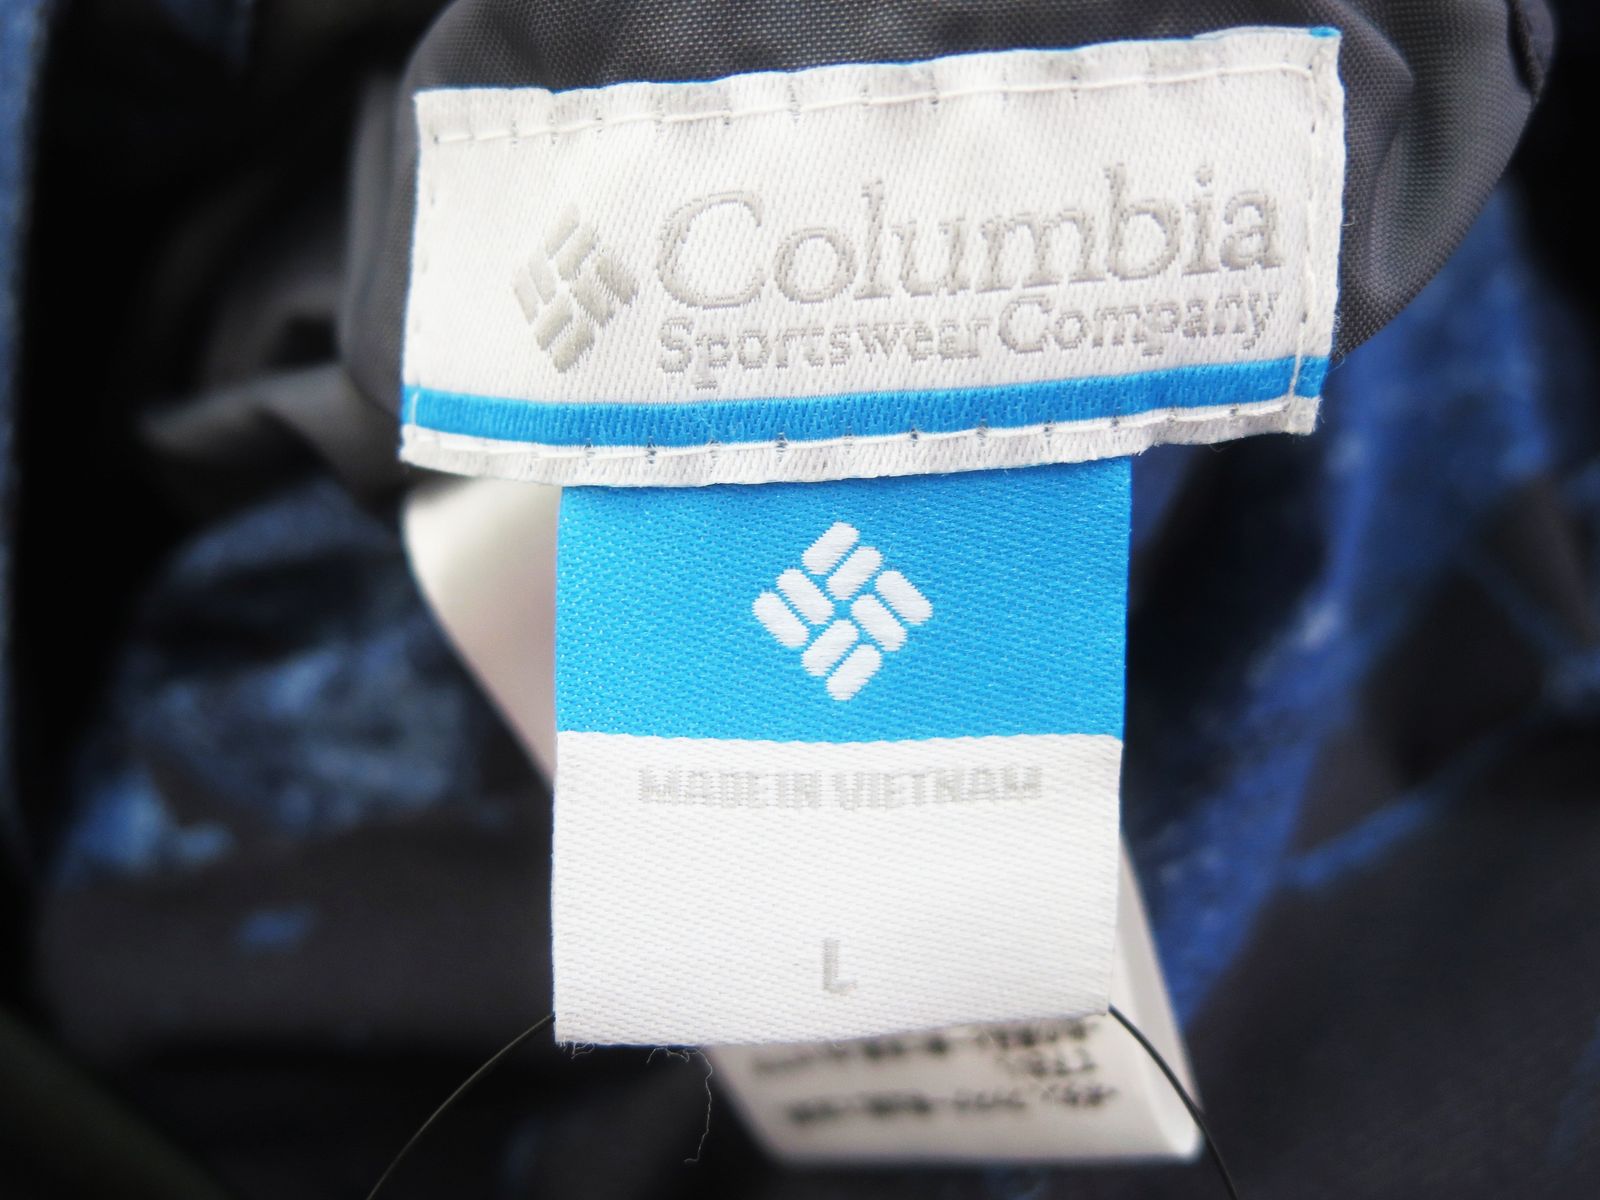 Columbia
Sportswear Company
MADE IN VIETNAM
L